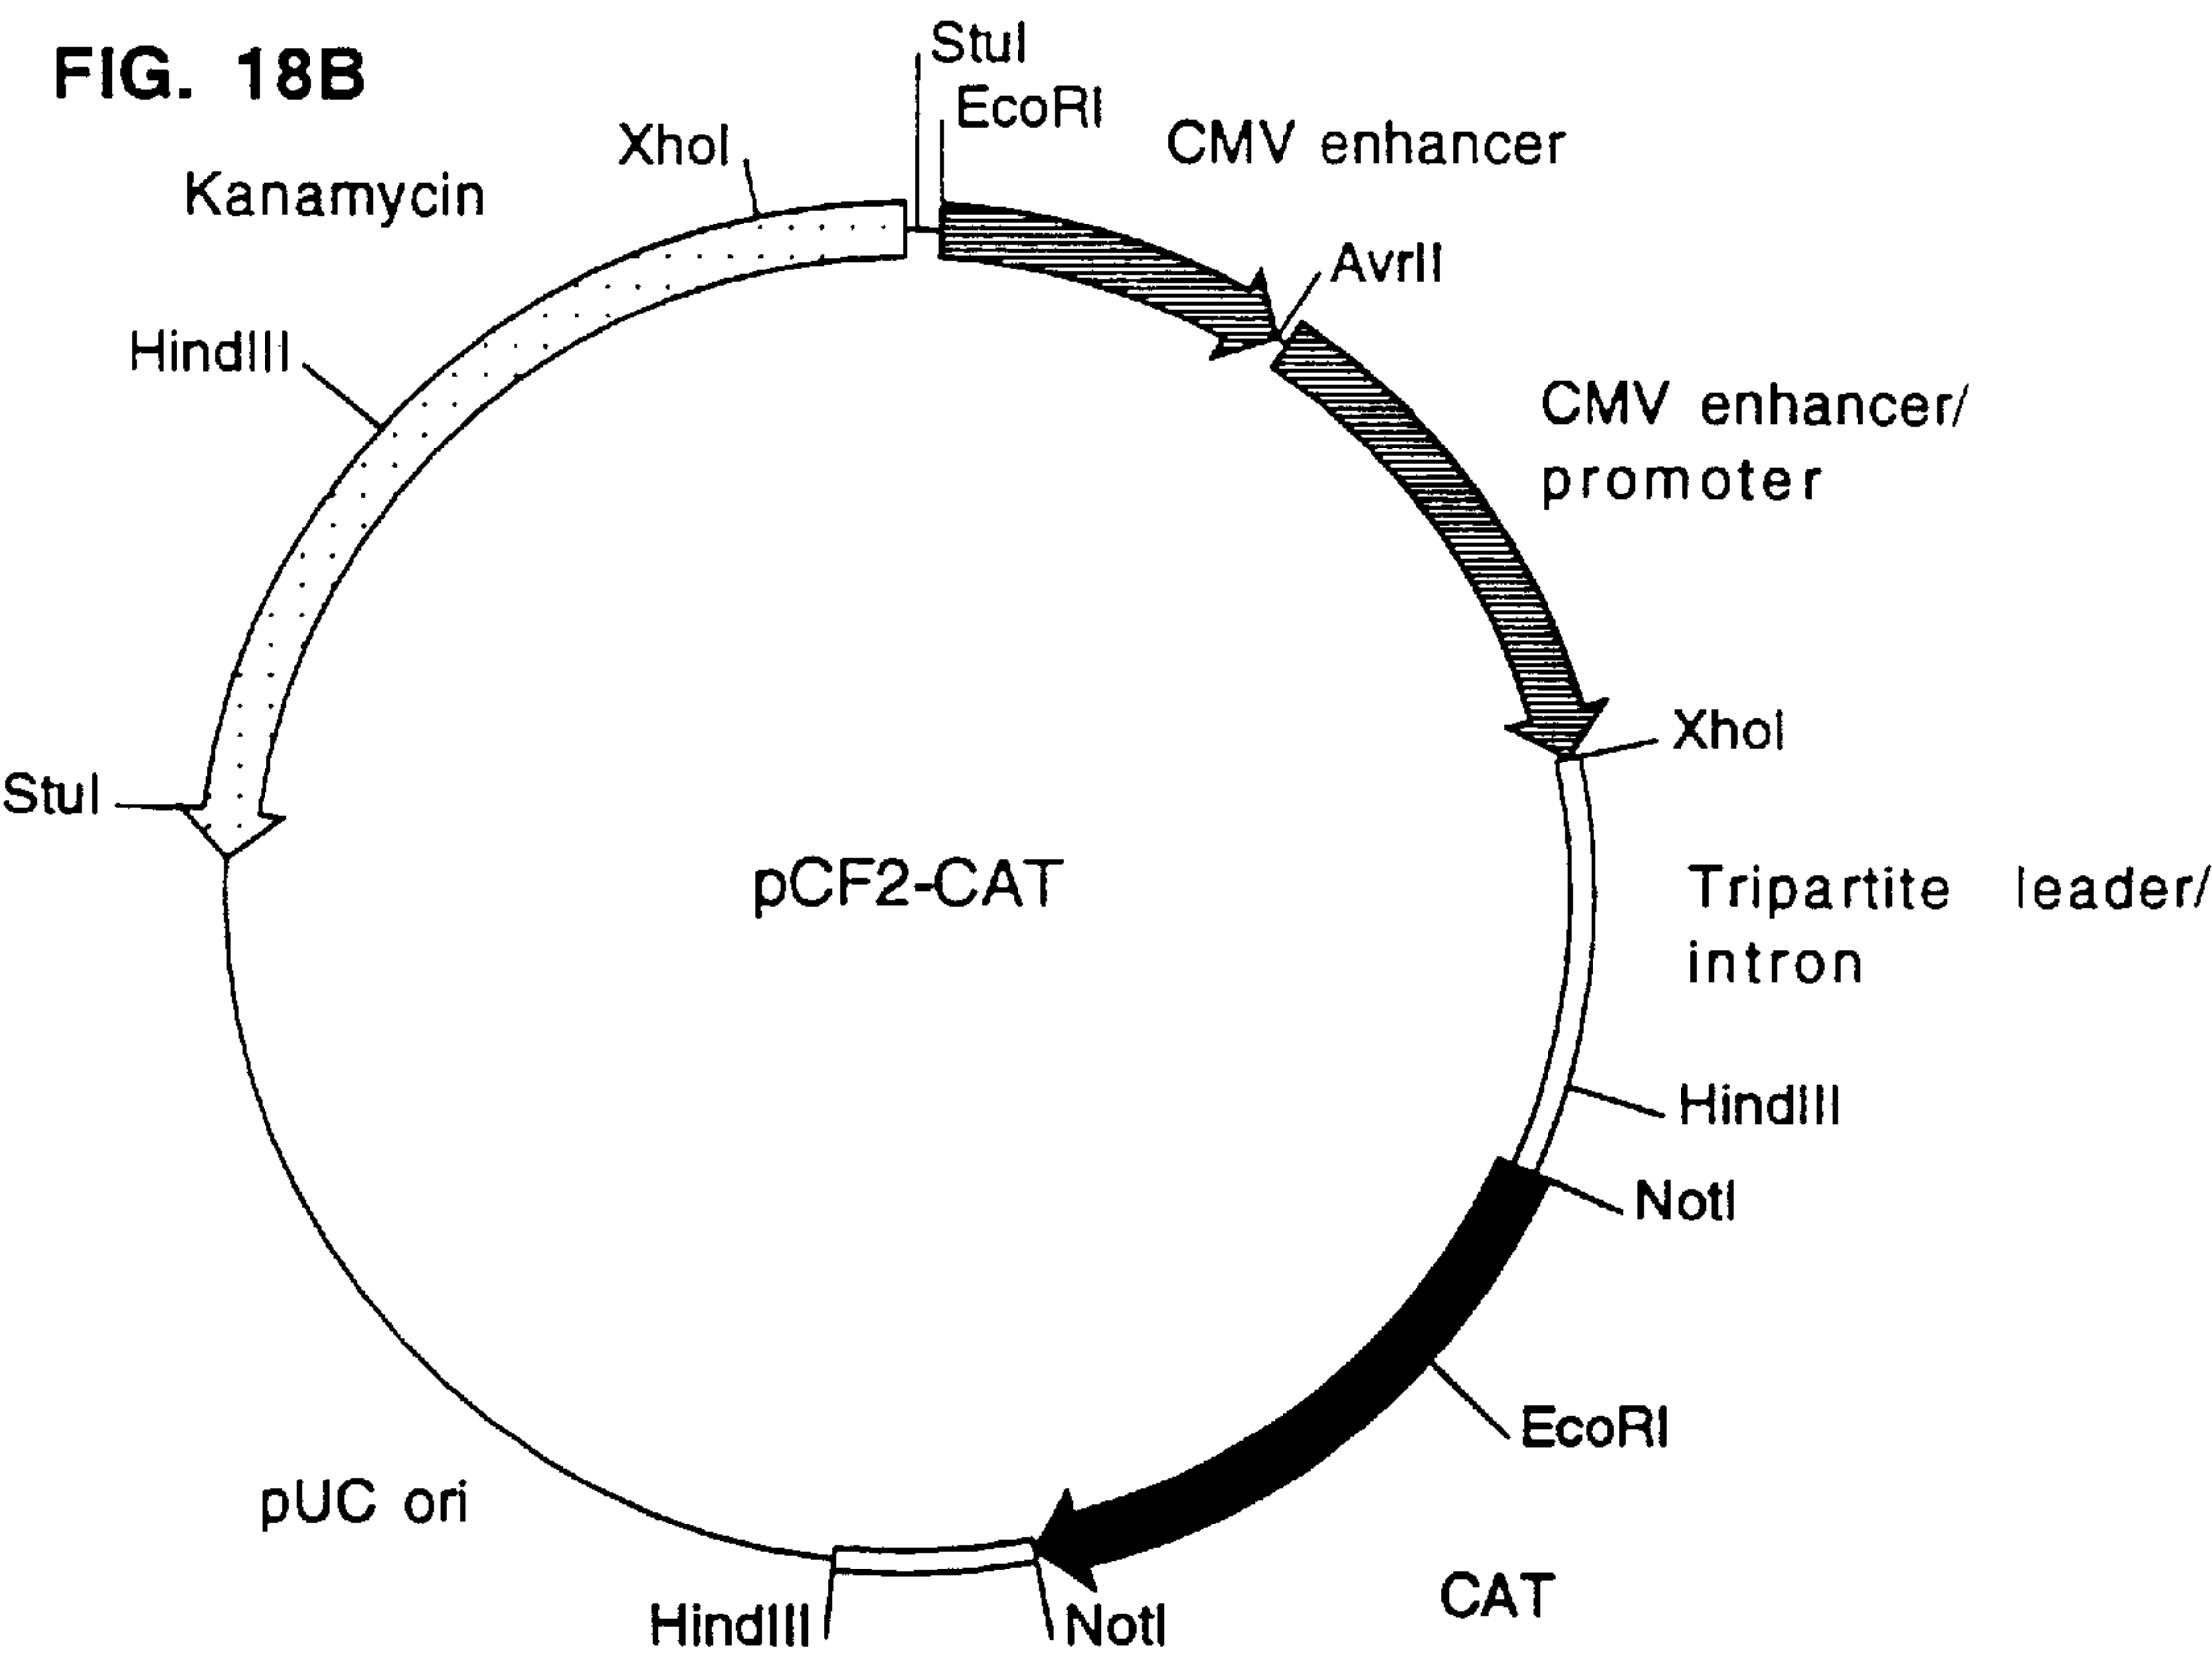 FIG. 18B
StuI
EcoRI
XhoI
CMV enhancer
Kanamycin
AvrII
HindIII
CMV enhancer/
promoter
XhoI
StuI
pCF2-CAT
Tripartite leader/
intron
HindIII
NotI
EcoRI
pUC ori
CAT
HindIII
NotI